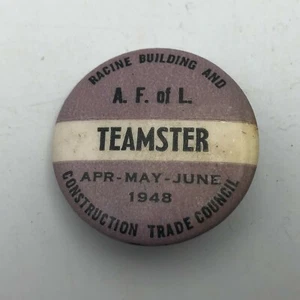 RACINE BUILDING AND
A. F. of L.
TEAMSTER
APR-MAY-JUNE
1948
CONSTRUCTION TRADE COUNCIL